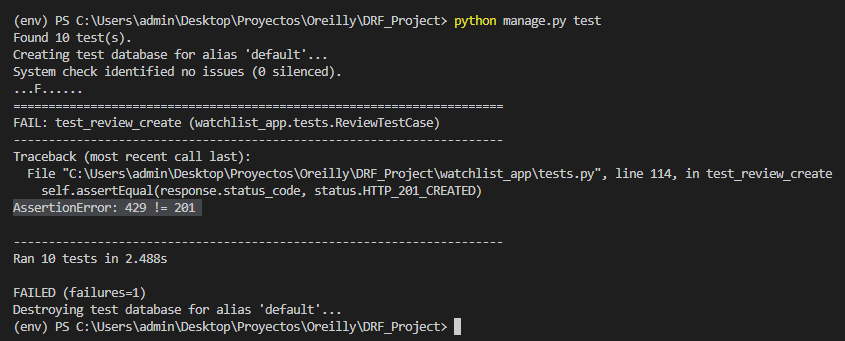 (env) PS C:\Users\admin\Desktop\Proyectos\Oreilly\DRF_Project> python manage.py test
Found 10 test(s).
Creating test database for alias 'default'...
System check identified no issues (0 silenced).
...F......
======================================================================
FAIL: test_review_create (watchlist_app.tests.ReviewTestCase)
----------------------------------------------------------------------
Traceback (most recent call last):
  File "C:\Users\admin\Desktop\Proyectos\Oreilly\DRF_Project\watchlist_app\tests.py", line 114, in test_review_create
    self.assertEqual(response.status_code, status.HTTP_201_CREATED)
AssertionError: 429 != 201

----------------------------------------------------------------------
Ran 10 tests in 2.488s

FAILED (failures=1)
Destroying test database for alias 'default'...
(env) PS C:\Users\admin\Desktop\Proyectos\Oreilly\DRF_Project>